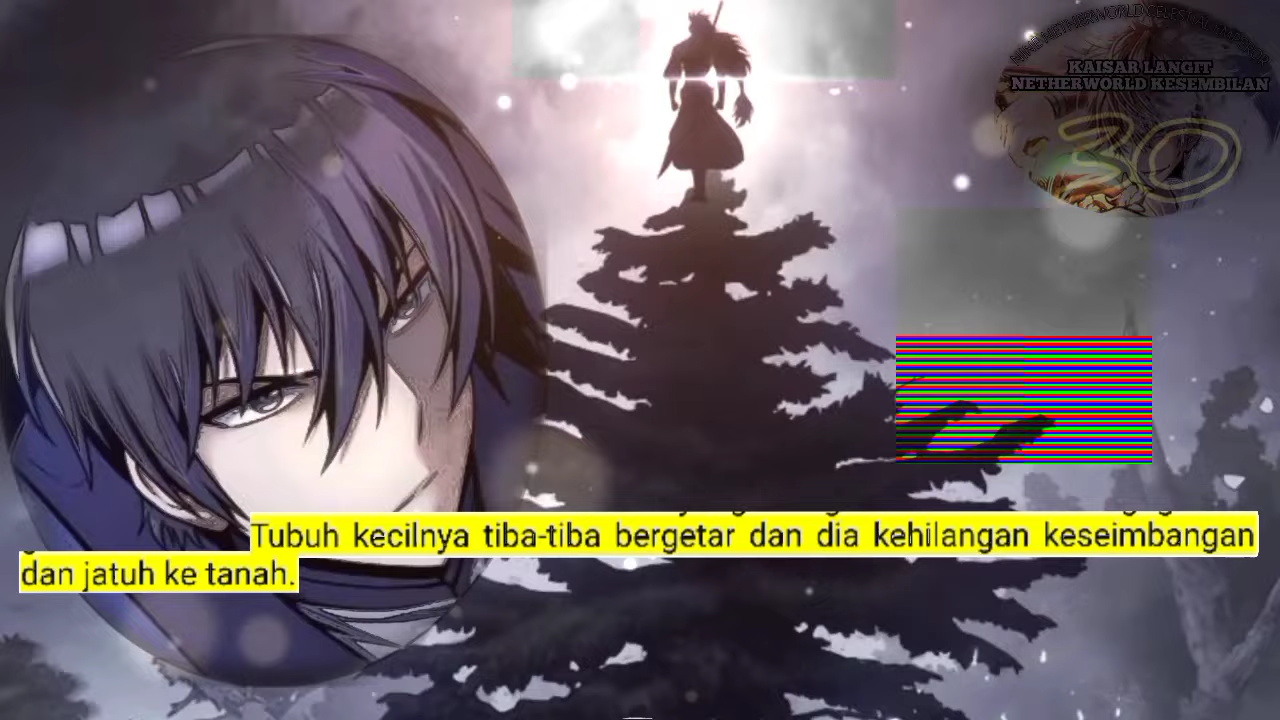 KAISAR LANGIT
NETHERWORLD KESEMBILAN
30
Tubuh kecilnya tiba-tiba bergetar dan dia kehilangan keseimbangan
dan jatuh ke tanah.